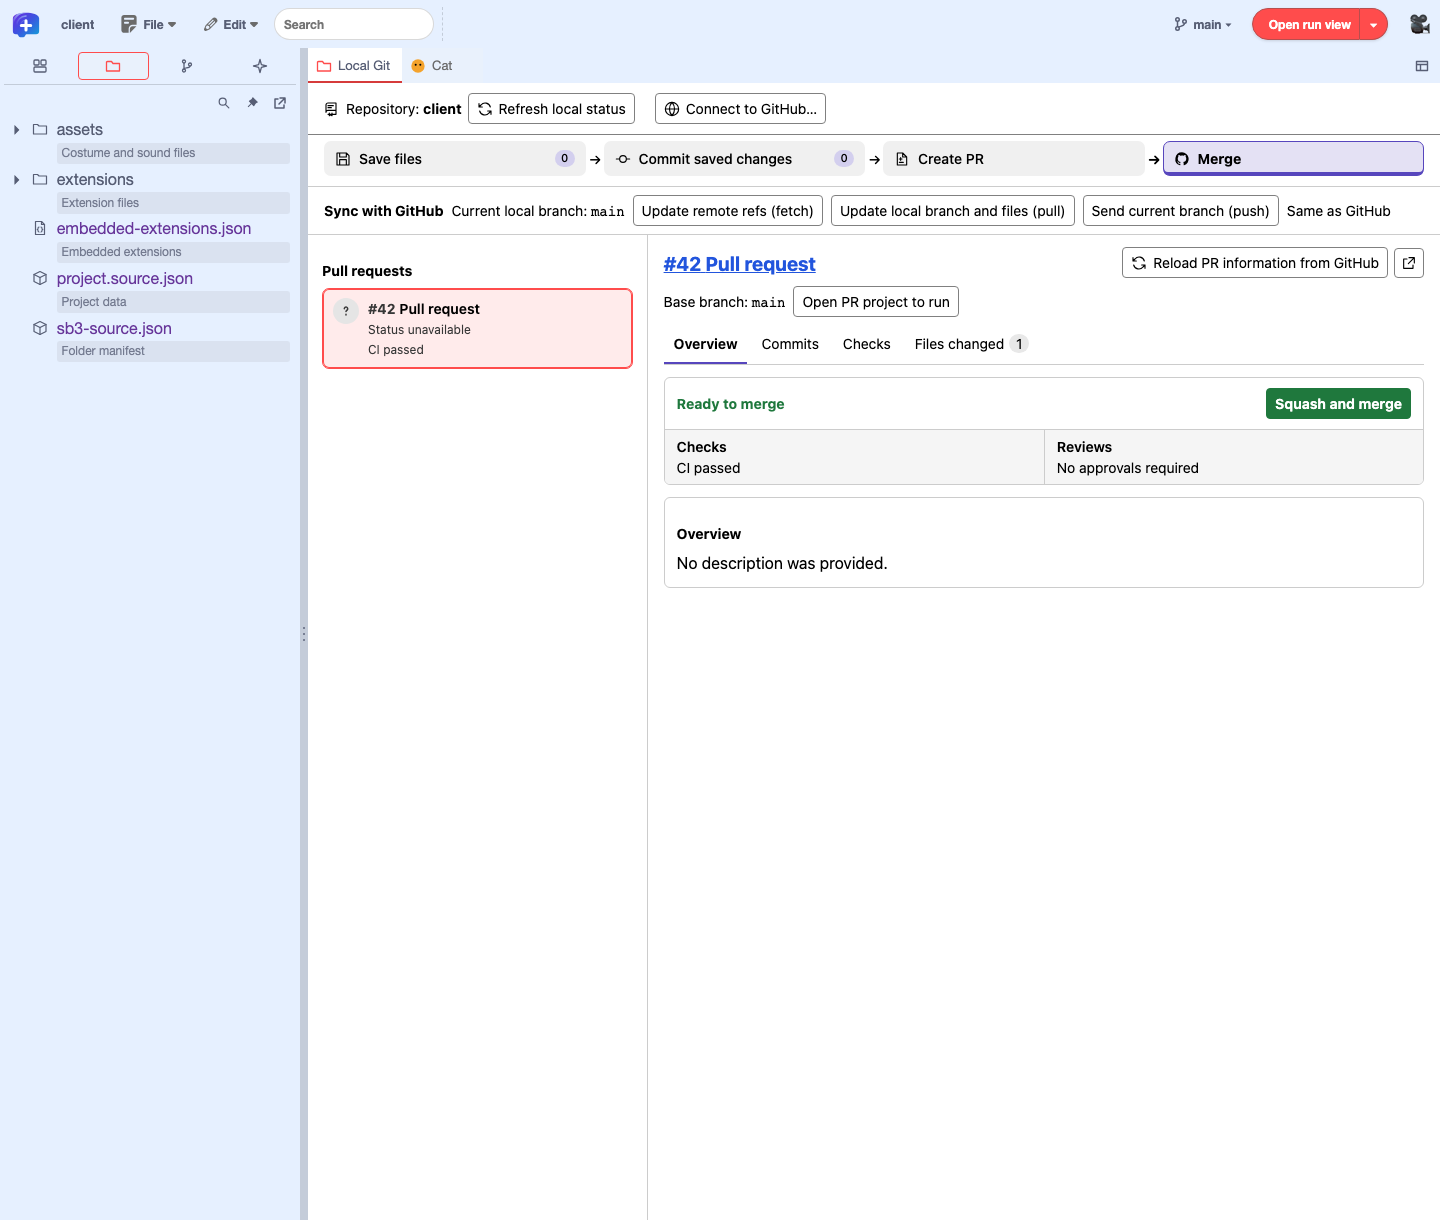 client
File
Edit
Search
main
Open run view
Local Git
Cat
assets
Costume and sound files
extensions
Extension files
embedded-extensions.json
Embedded extensions
project.source.json
Project data
sb3-source.json
Folder manifest
Repository: client
Refresh local status
Connect to GitHub...
Save files 0
Commit saved changes 0
Create PR
Merge
Sync with GitHub Current local branch: main
Update remote refs (fetch)
Update local branch and files (pull)
Send current branch (push)
Same as GitHub
Pull requests
? #42 Pull request
Status unavailable
CI passed
#42 Pull request
Reload PR information from GitHub
Base branch: main
Open PR project to run
Overview
Commits
Checks
Files changed 1
Ready to merge
Squash and merge
Checks
CI passed
Reviews
No approvals required
Overview
No description was provided.